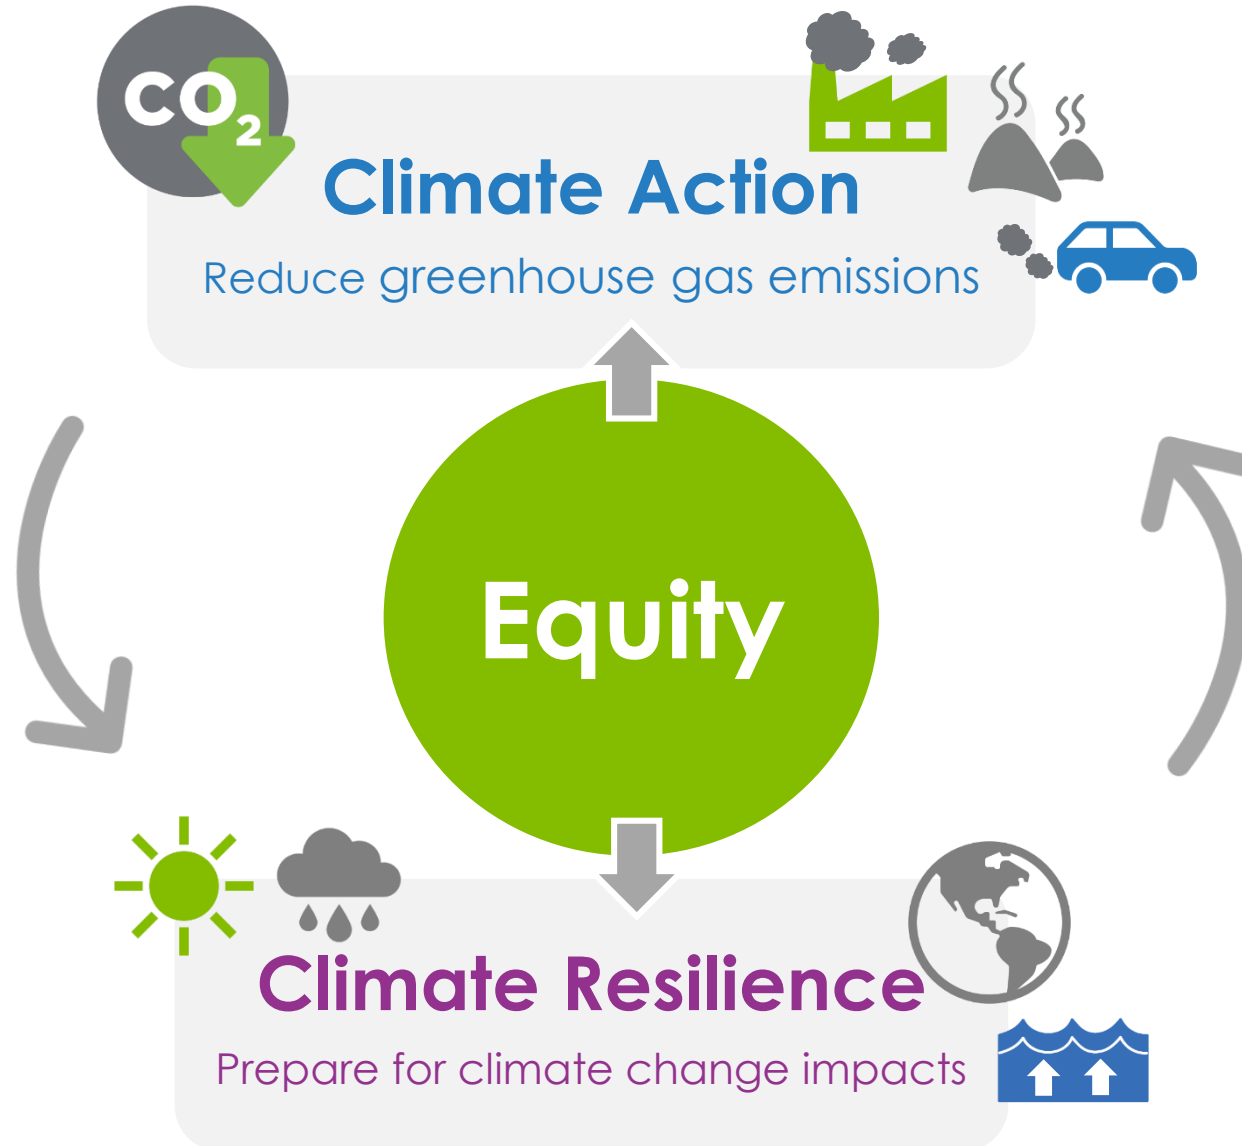 CO₂
Climate Action
Reduce greenhouse gas emissions
Equity
Climate Resilience
Prepare for climate change impacts